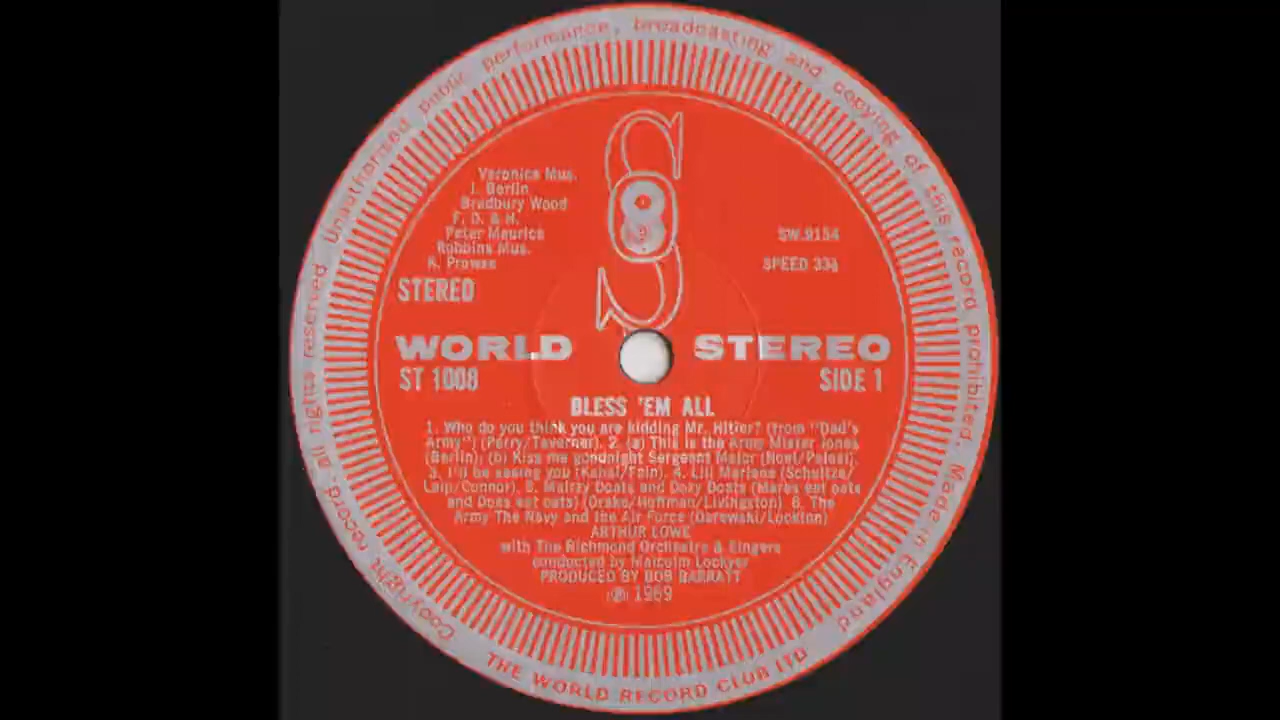 Copyright record. all rights reserved Unauthorised public performance, broadcasting and copying of this record prohibited. Made in England
Veronica Mus.
I. Berlin
Bradbury Wood
F. D. & H.
Peter Maurice
Robbins Mus.
K. Prowse
SW.9154
SPEED 33⅓
STEREO
WORLD STEREO
ST 1008
SIDE 1
BLESS 'EM ALL
1. Who do you think you are kidding Mr. Hitler? (from "Dad's
Army") (Perry/Taverner). 2. (a) This is the Army Mister Jones
(Berlin), (b) Kiss me goodnight Sergeant Major (Noel/Pelosi).
3. I'll be seeing you (Kahal/Fain). 4. Lili Marlene (Schultze/
Leip/Connor). 5. Mairzy Doats and Dozy Doats (Mares eat oats
and Does eat oats) (Drake/Hoffman/Livingston) 6. The
Army The Navy and the Air Force (Darewski/Lockton)
ARTHUR LOWE
with The Richmond Orchestra & Singers
conducted by Malcolm Lockyer
PRODUCED BY BOB BARRATT
℗ 1969
THE WORLD RECORD CLUB LTD